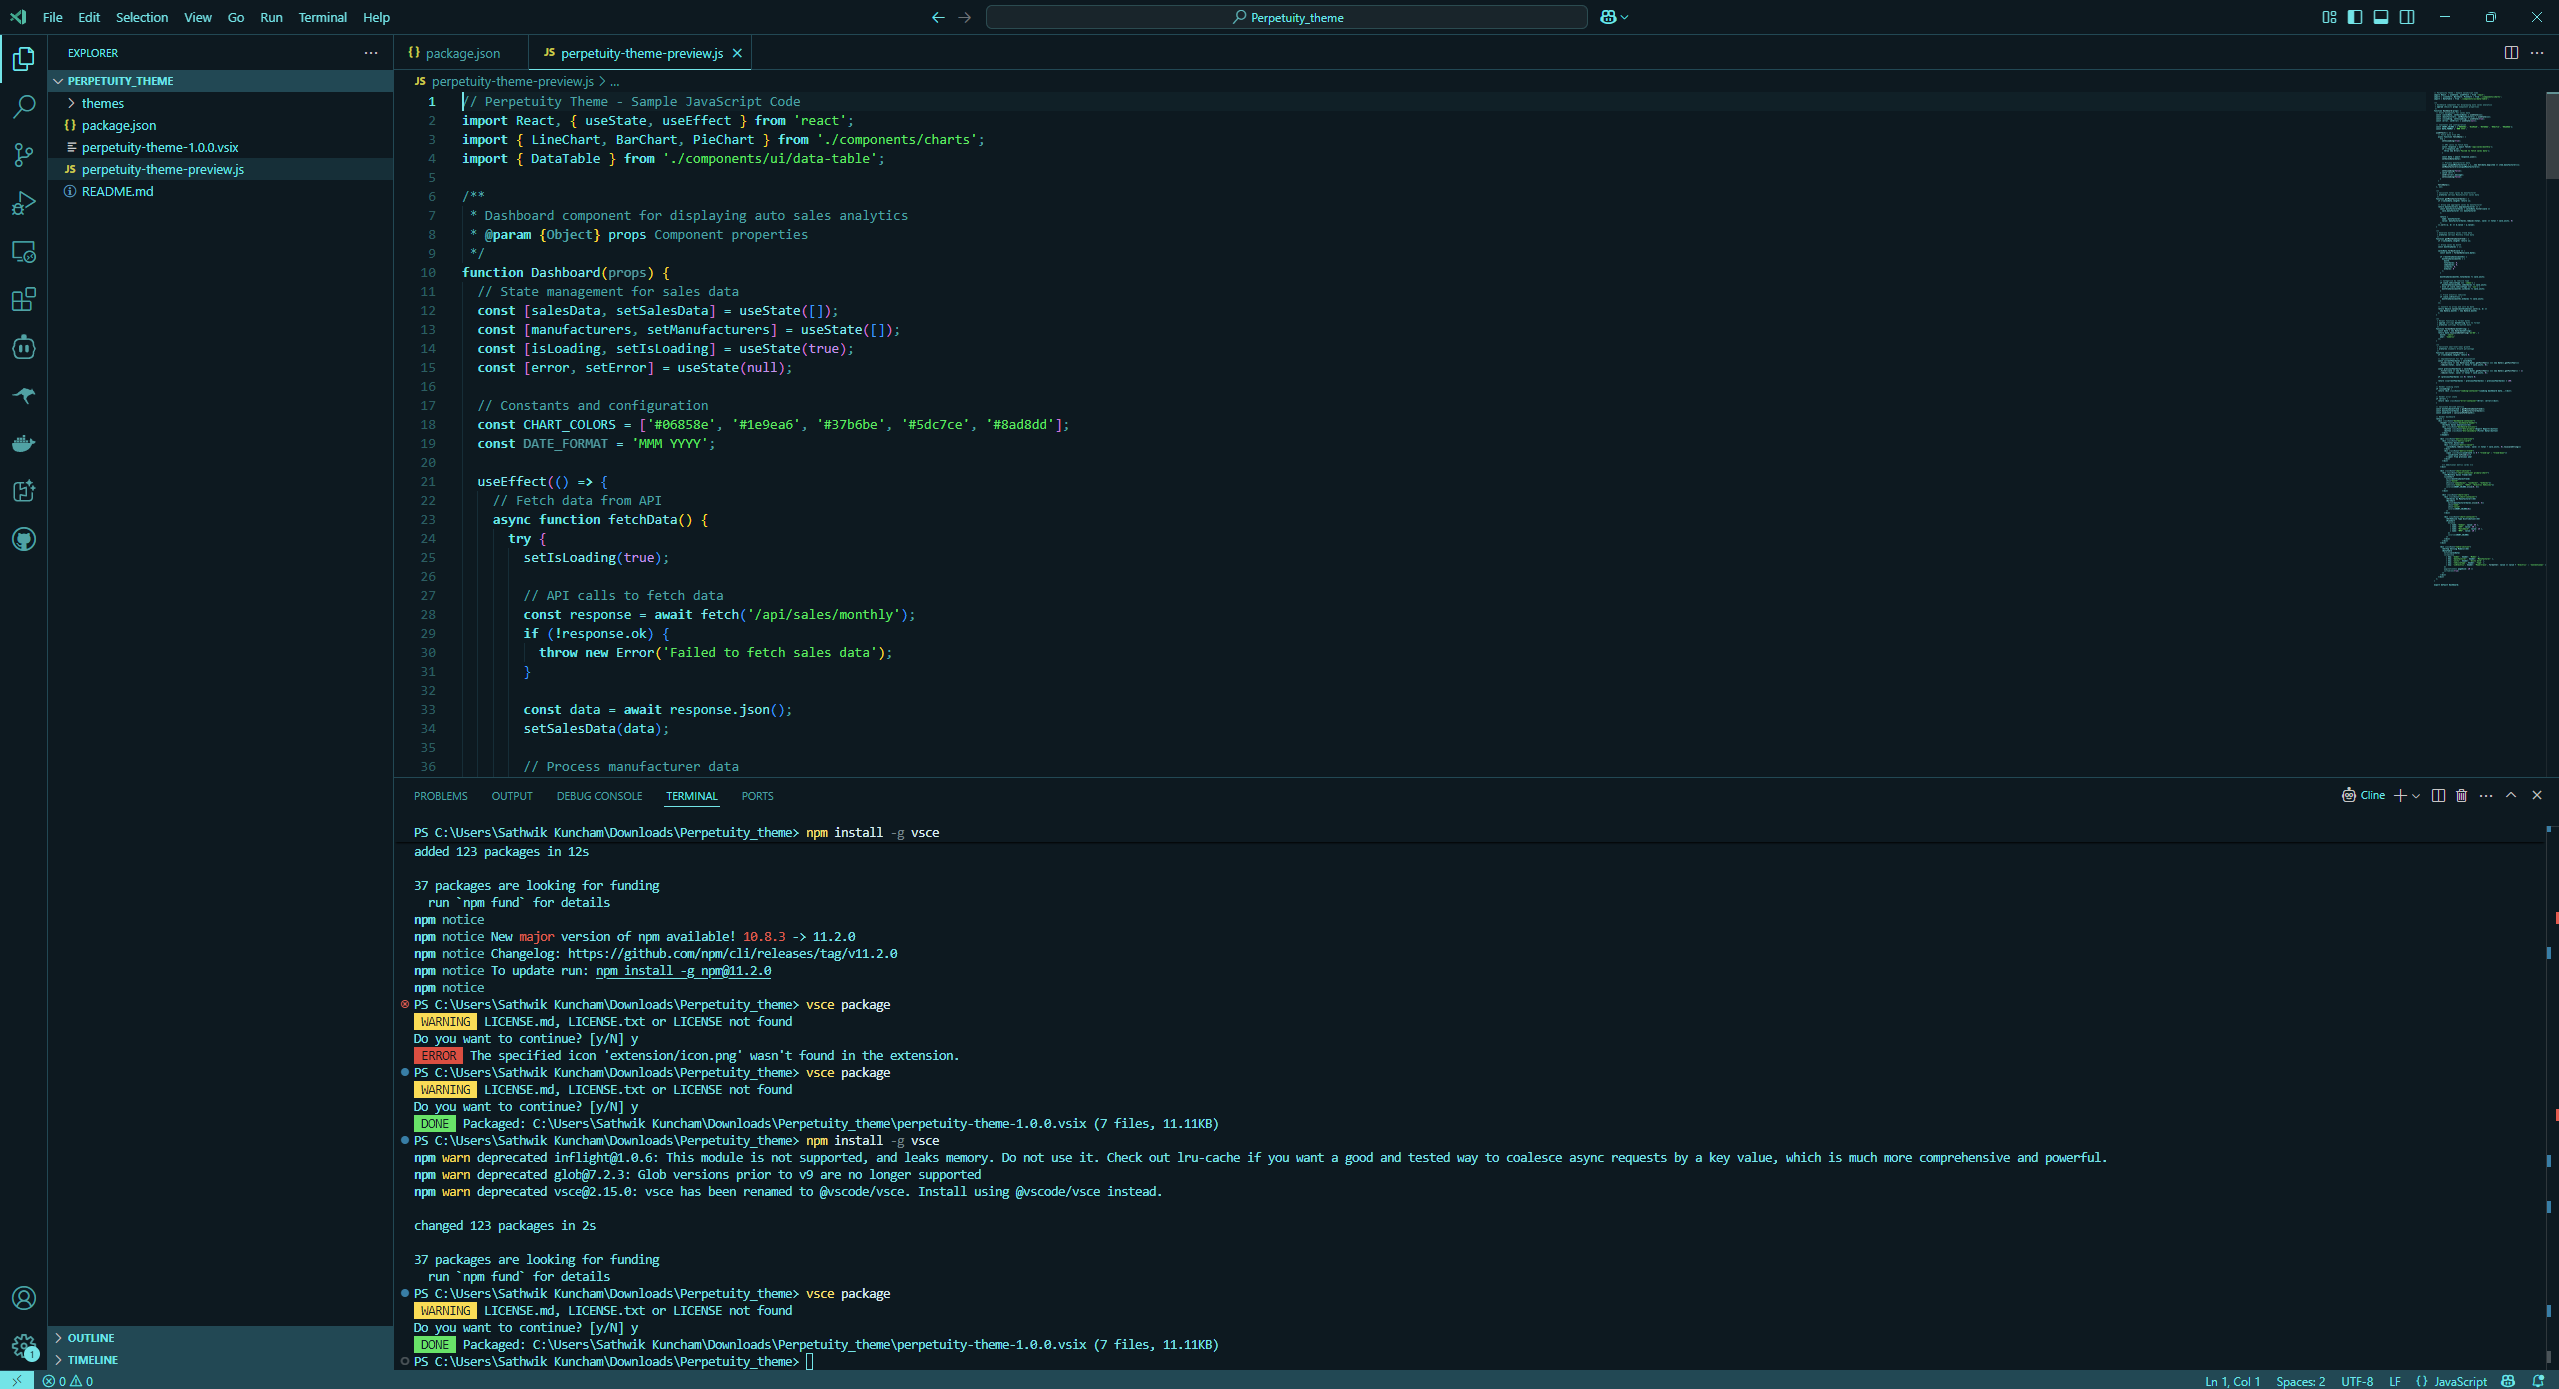 File Edit Selection View Go Run Terminal Help
Perpetuity_theme
EXPLORER
PERPETUITY_THEME
themes
{} package.json
perpetuity-theme-1.0.0.vsix
JS perpetuity-theme-preview.js
README.md
OUTLINE
TIMELINE
{} package.json
JS perpetuity-theme-preview.js
JS perpetuity-theme-preview.js > ...
1 // Perpetuity Theme - Sample JavaScript Code
2 import React, { useState, useEffect } from 'react';
3 import { LineChart, BarChart, PieChart } from './components/charts';
4 import { DataTable } from './components/ui/data-table';
5
6 /**
7 * Dashboard component for displaying auto sales analytics
8 * @param {Object} props Component properties
9 */
10 function Dashboard(props) {
11 // State management for sales data
12 const [salesData, setSalesData] = useState([]);
13 const [manufacturers, setManufacturers] = useState([]);
14 const [isLoading, setIsLoading] = useState(true);
15 const [error, setError] = useState(null);
16
17 // Constants and configuration
18 const CHART_COLORS = ['#06858e', '#1e9ea6', '#37b6be', '#5dc7ce', '#8ad8dd'];
19 const DATE_FORMAT = 'MMM YYYY';
20
21 useEffect(() => {
22 // Fetch data from API
23 async function fetchData() {
24 try {
25 setIsLoading(true);
26
27 // API calls to fetch data
28 const response = await fetch('/api/sales/monthly');
29 if (!response.ok) {
30 throw new Error('Failed to fetch sales data');
31 }
32
33 const data = await response.json();
34 setSalesData(data);
35
36 // Process manufacturer data
PROBLEMS OUTPUT DEBUG CONSOLE TERMINAL PORTS
Cline
PS C:\Users\Sathwik Kuncham\Downloads\Perpetuity_theme> npm install -g vsce
added 123 packages in 12s
37 packages are looking for funding
run `npm fund` for details
npm notice
npm notice New major version of npm available! 10.8.3 -> 11.2.0
npm notice Changelog: https://github.com/npm/cli/releases/tag/v11.2.0
npm notice To update run: npm install -g npm@11.2.0
npm notice
PS C:\Users\Sathwik Kuncham\Downloads\Perpetuity_theme> vsce package
WARNING LICENSE.md, LICENSE.txt or LICENSE not found
Do you want to continue? [y/N] y
ERROR The specified icon 'extension/icon.png' wasn't found in the extension.
PS C:\Users\Sathwik Kuncham\Downloads\Perpetuity_theme> vsce package
WARNING LICENSE.md, LICENSE.txt or LICENSE not found
Do you want to continue? [y/N] y
DONE Packaged: C:\Users\Sathwik Kuncham\Downloads\Perpetuity_theme\perpetuity-theme-1.0.0.vsix (7 files, 11.11KB)
PS C:\Users\Sathwik Kuncham\Downloads\Perpetuity_theme> npm install -g vsce
npm warn deprecated inflight@1.0.6: This module is not supported, and leaks memory. Do not use it. Check out lru-cache if you want a good and tested way to coalesce async requests by a key value, which is much more comprehensive and powerful.
npm warn deprecated glob@7.2.3: Glob versions prior to v9 are no longer supported
npm warn deprecated vsce@2.15.0: vsce has been renamed to @vscode/vsce. Install using @vscode/vsce instead.
changed 123 packages in 2s
37 packages are looking for funding
run `npm fund` for details
PS C:\Users\Sathwik Kuncham\Downloads\Perpetuity_theme> vsce package
WARNING LICENSE.md, LICENSE.txt or LICENSE not found
Do you want to continue? [y/N] y
DONE Packaged: C:\Users\Sathwik Kuncham\Downloads\Perpetuity_theme\perpetuity-theme-1.0.0.vsix (7 files, 11.11KB)
PS C:\Users\Sathwik Kuncham\Downloads\Perpetuity_theme>
1
0 0
Ln 1, Col 1 Spaces: 2 UTF-8 LF {} JavaScript